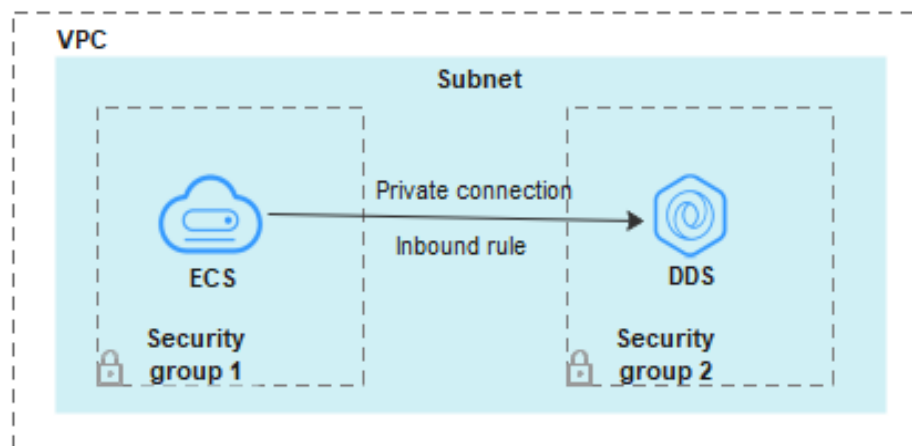 VPC
Subnet
Private connection
Inbound rule
ECS
DDS
Security
group 1
Security
group 2